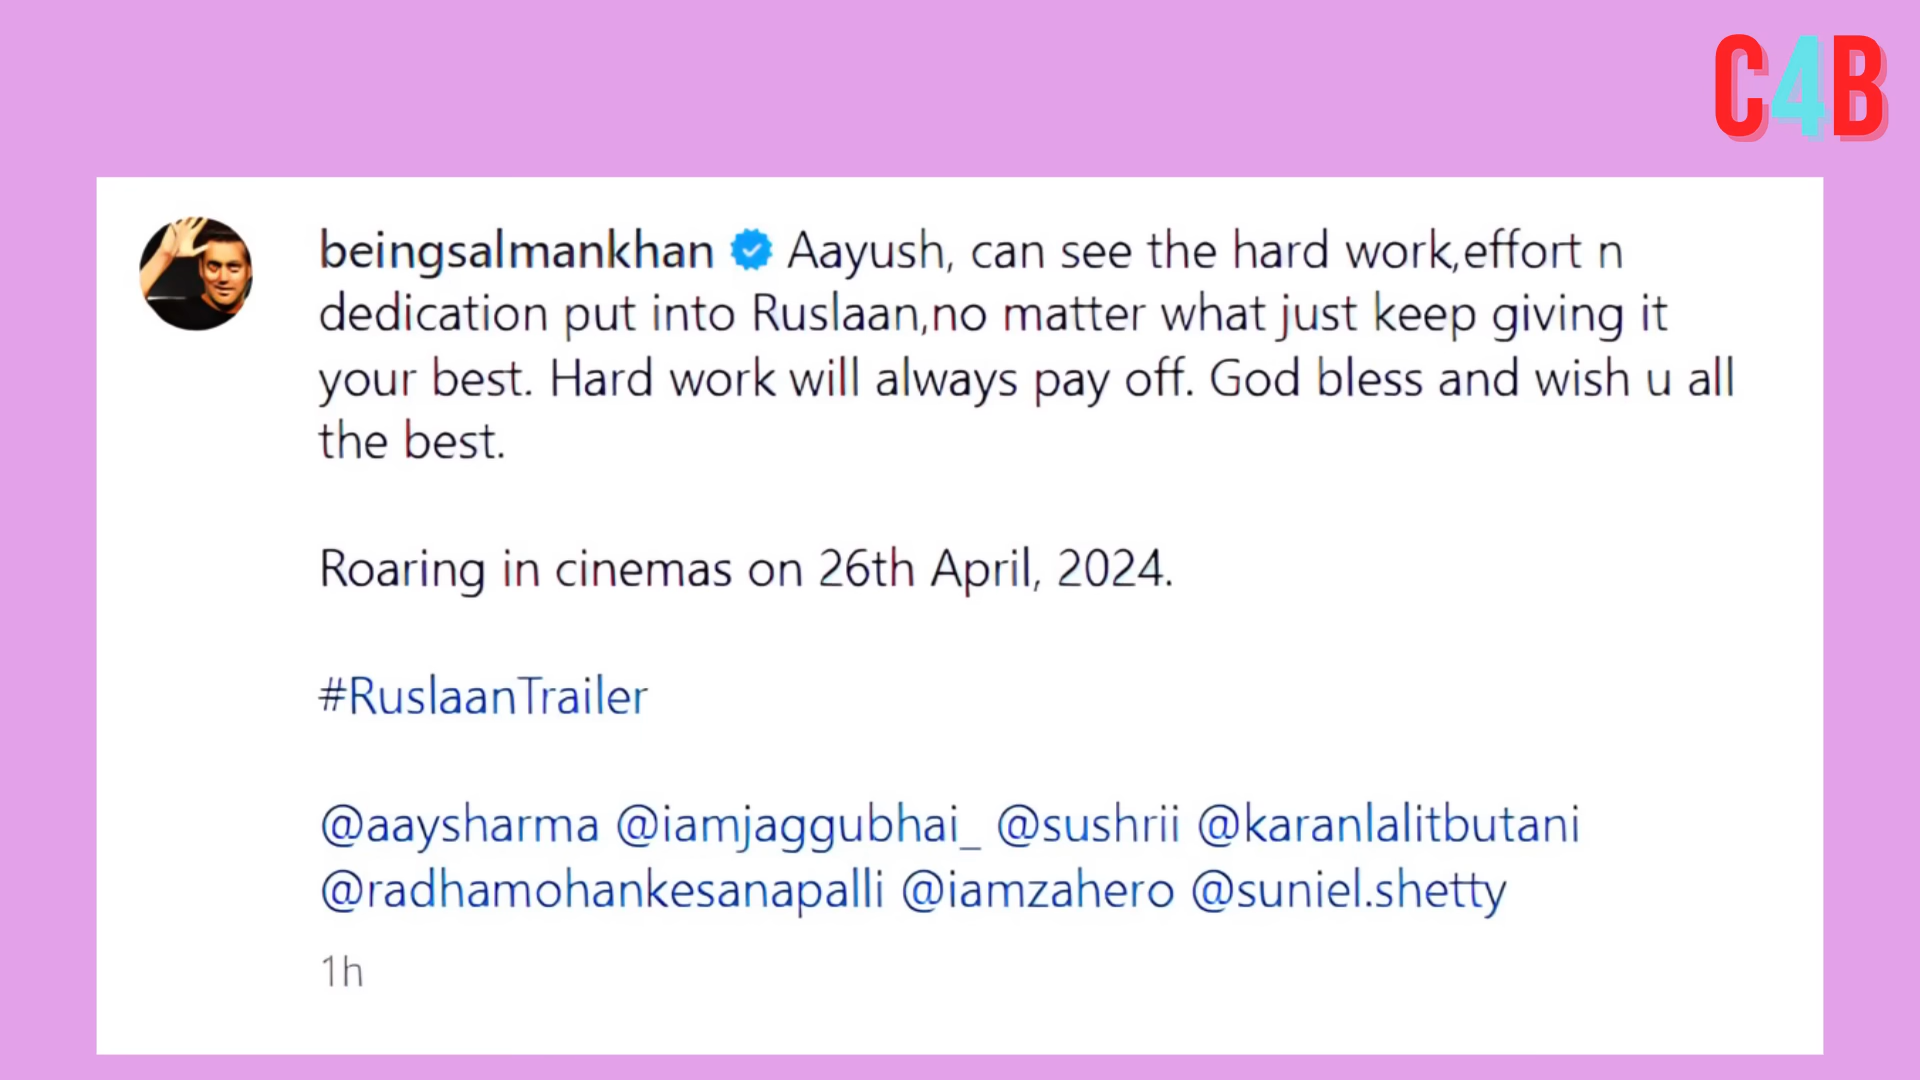 C4B
beingsalmankhan Aayush, can see the hard work,effort n
dedication put into Ruslaan,no matter what just keep giving it
your best. Hard work will always pay off. God bless and wish u all
the best.
Roaring in cinemas on 26th April, 2024.
#RuslaanTrailer
@aaysharma @iamjaggubhai_ @sushrii @karanlalitbutani
@radhamohankesanapalli @iamzahero @suniel.shetty
1h